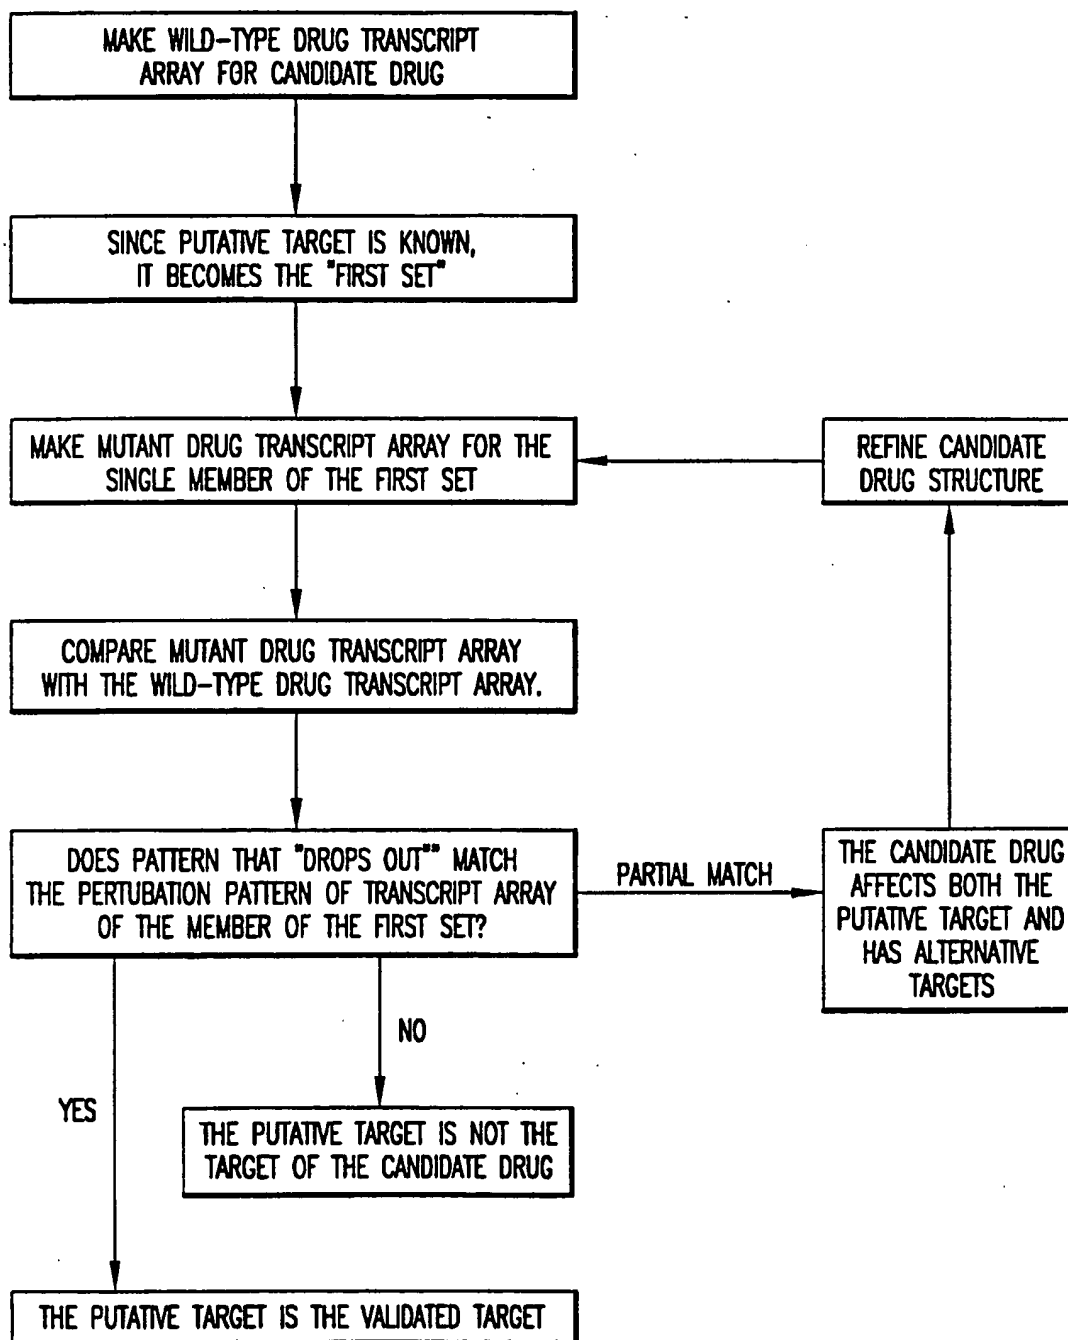 MAKE WILD-TYPE DRUG TRANSCRIPT
ARRAY FOR CANDIDATE DRUG
SINCE PUTATIVE TARGET IS KNOWN,
IT BECOMES THE "FIRST SET"
MAKE MUTANT DRUG TRANSCRIPT ARRAY FOR THE
SINGLE MEMBER OF THE FIRST SET
REFINE CANDIDATE
DRUG STRUCTURE
COMPARE MUTANT DRUG TRANSCRIPT ARRAY
WITH THE WILD-TYPE DRUG TRANSCRIPT ARRAY.
DOES PATTERN THAT "DROPS OUT"" MATCH
THE PERTUBATION PATTERN OF TRANSCRIPT ARRAY
OF THE MEMBER OF THE FIRST SET?
PARTIAL MATCH
THE CANDIDATE DRUG
AFFECTS BOTH THE
PUTATIVE TARGET AND
HAS ALTERNATIVE
TARGETS
NO
YES
THE PUTATIVE TARGET IS NOT THE
TARGET OF THE CANDIDATE DRUG
THE PUTATIVE TARGET IS THE VALIDATED TARGET